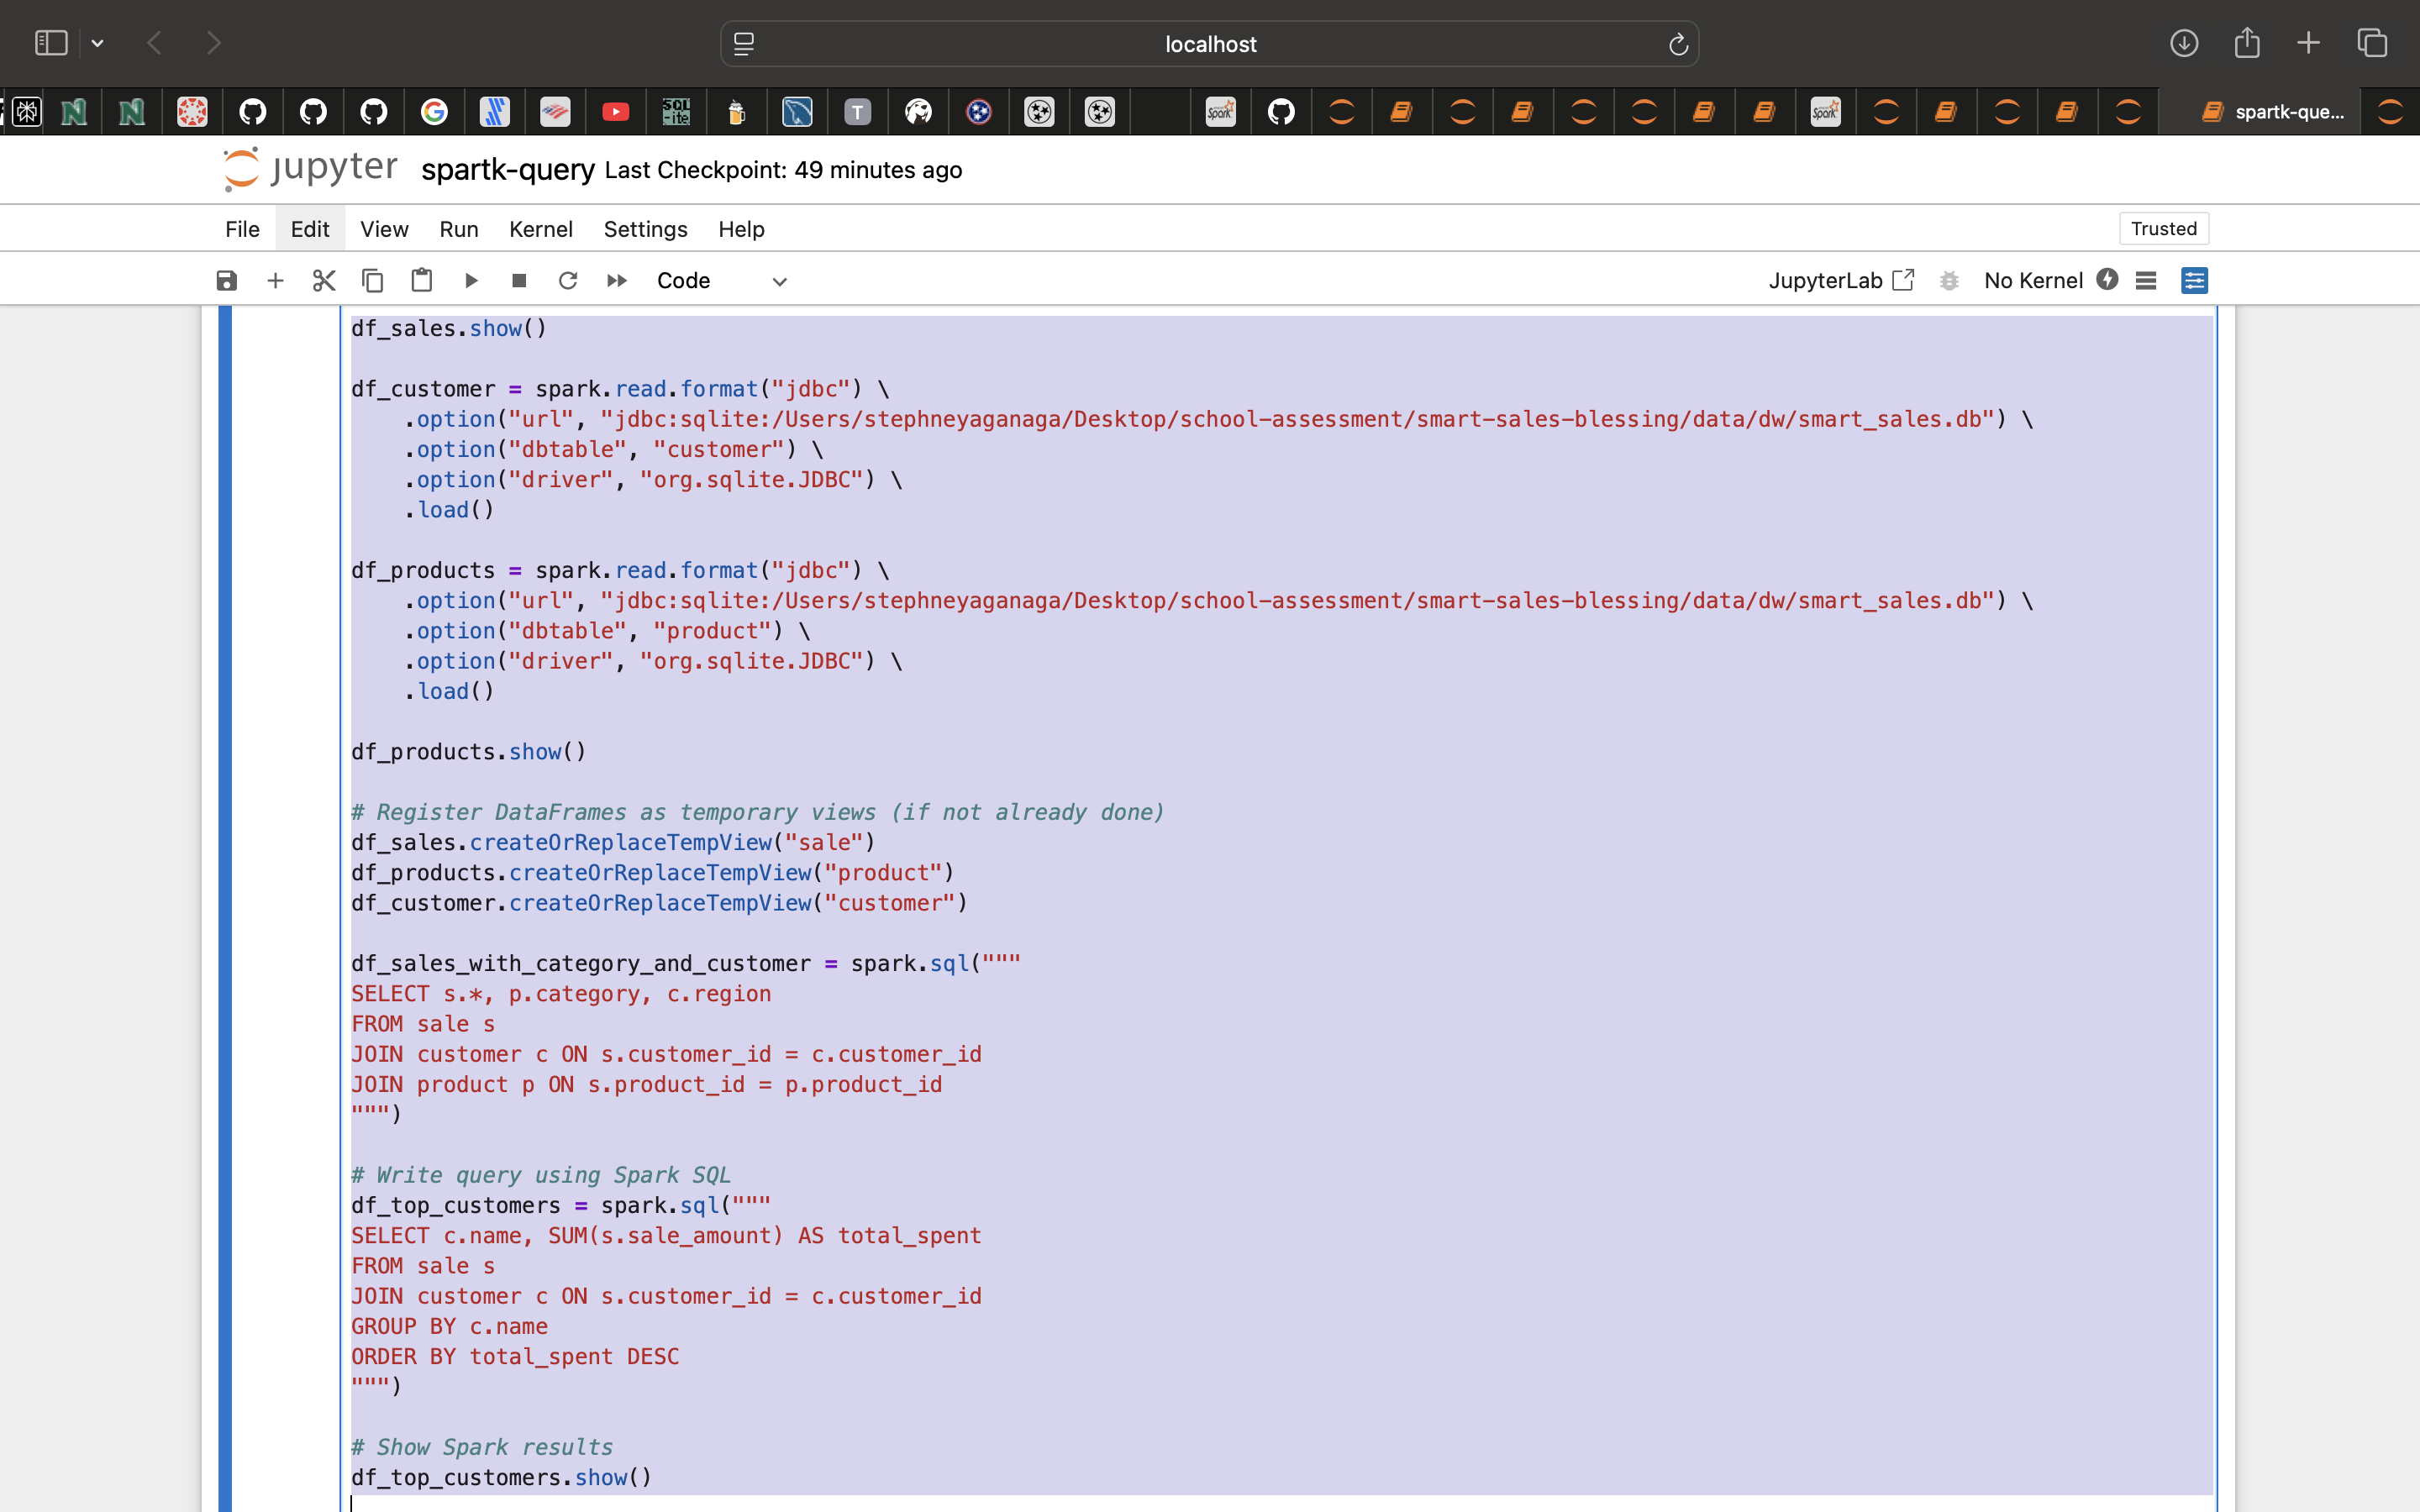 localhost
SQL
-ite
T
Spark
Spark
spartk-que...
jupyter spartk-query Last Checkpoint: 49 minutes ago
File Edit View Run Kernel Settings Help Trusted
Code JupyterLab No Kernel
df_sales.show()
df_customer = spark.read.format("jdbc") \
.option("url", "jdbc:sqlite:/Users/stephneyaganaga/Desktop/school-assessment/smart-sales-blessing/data/dw/smart_sales.db") \
.option("dbtable", "customer") \
.option("driver", "org.sqlite.JDBC") \
.load()
df_products = spark.read.format("jdbc") \
.option("url", "jdbc:sqlite:/Users/stephneyaganaga/Desktop/school-assessment/smart-sales-blessing/data/dw/smart_sales.db") \
.option("dbtable", "product") \
.option("driver", "org.sqlite.JDBC") \
.load()
df_products.show()
# Register DataFrames as temporary views (if not already done)
df_sales.createOrReplaceTempView("sale")
df_products.createOrReplaceTempView("product")
df_customer.createOrReplaceTempView("customer")
df_sales_with_category_and_customer = spark.sql("""
SELECT s.*, p.category, c.region
FROM sale s
JOIN customer c ON s.customer_id = c.customer_id
JOIN product p ON s.product_id = p.product_id
""")
# Write query using Spark SQL
df_top_customers = spark.sql("""
SELECT c.name, SUM(s.sale_amount) AS total_spent
FROM sale s
JOIN customer c ON s.customer_id = c.customer_id
GROUP BY c.name
ORDER BY total_spent DESC
""")
# Show Spark results
df_top_customers.show()